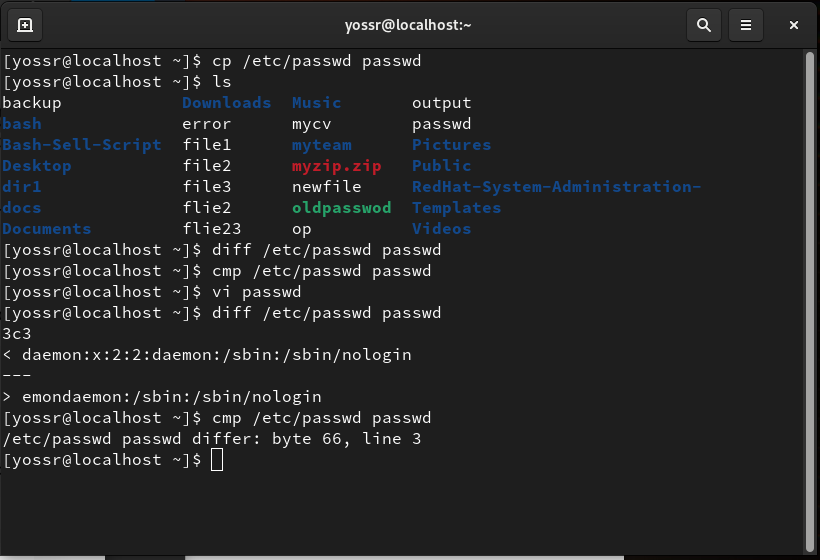 yossr@localhost:~
[yossr@localhost ~]$ cp /etc/passwd passwd
[yossr@localhost ~]$ ls
backup Downloads Music output
bash error mycv passwd
Bash-Sell-Script file1 myteam Pictures
Desktop file2 myzip.zip Public
dir1 file3 newfile RedHat-System-Administration-
docs flie2 oldpasswod Templates
Documents flie23 op Videos
[yossr@localhost ~]$ diff /etc/passwd passwd
[yossr@localhost ~]$ cmp /etc/passwd passwd
[yossr@localhost ~]$ vi passwd
[yossr@localhost ~]$ diff /etc/passwd passwd
3c3
< daemon:x:2:2:daemon:/sbin:/sbin/nologin
---
> emondaemon:/sbin:/sbin/nologin
[yossr@localhost ~]$ cmp /etc/passwd passwd
/etc/passwd passwd differ: byte 66, line 3
[yossr@localhost ~]$